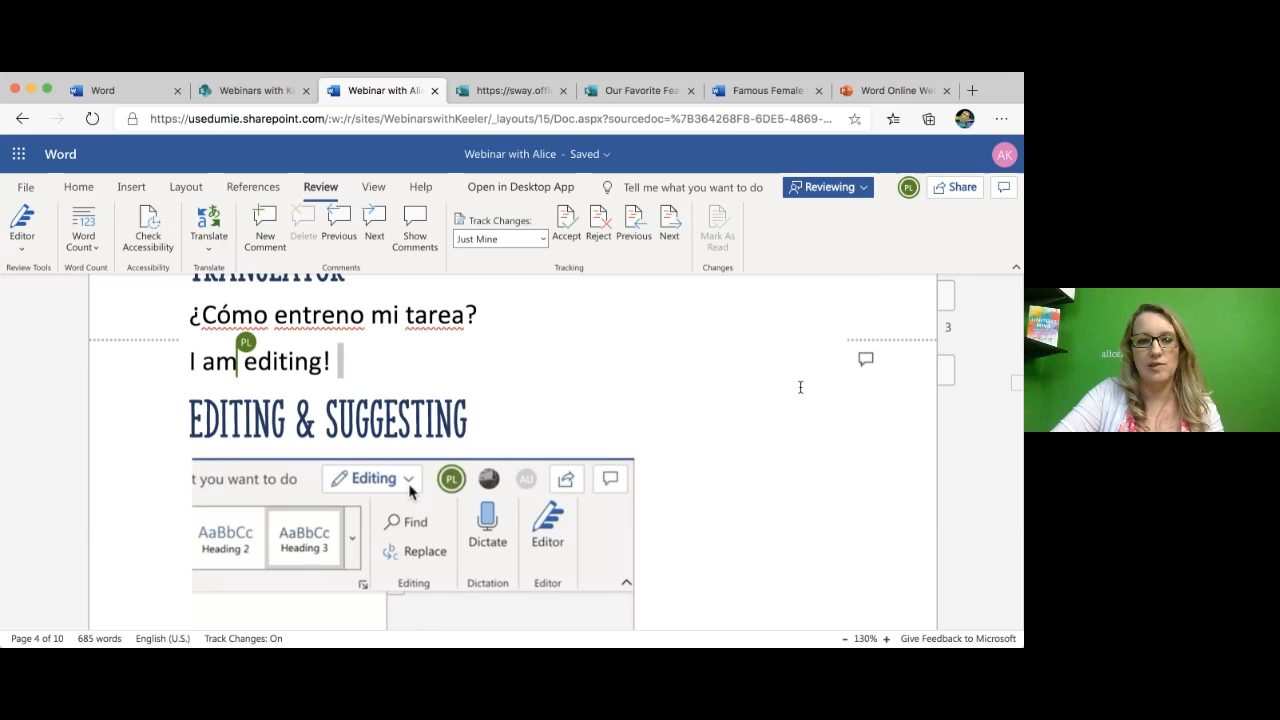 Word
Webinars with K
Webinar with Ali
https://sway.offi
Our Favorite Fea
Famous Female
Word Online We
https://usedumie.sharepoint.com/:w:/r/sites/WebinarswithKeeler/_layouts/15/Doc.aspx?sourcedoc=%7B364268F8-6DE5-4869-...
Word
Webinar with Alice - Saved
AK
File Home Insert Layout References Review View Help Open in Desktop App Tell me what you want to do Reviewing PL Share
Editor
Word Count
Check Accessibility
Translate
New Comment
Delete
Previous
Next
Show Comments
Track Changes:
Just Mine
Accept
Reject
Previous
Next
Mark As Read
Review Tools Word Count Accessibility Translate Comments Tracking Changes
TRANSLATOR
¿Cómo entreno mi tarea?
3
PL
I am editing!
EDITING & SUGGESTING
t you want to do Editing PL AU
AaBbCc
Heading 2
AaBbCc
Heading 3
Find
Replace
Dictate
Editor
Editing Dictation Editor
Page 4 of 10 685 words English (U.S.) Track Changes: On 130% Give Feedback to Microsoft
LIMITLESS
MIND
alice